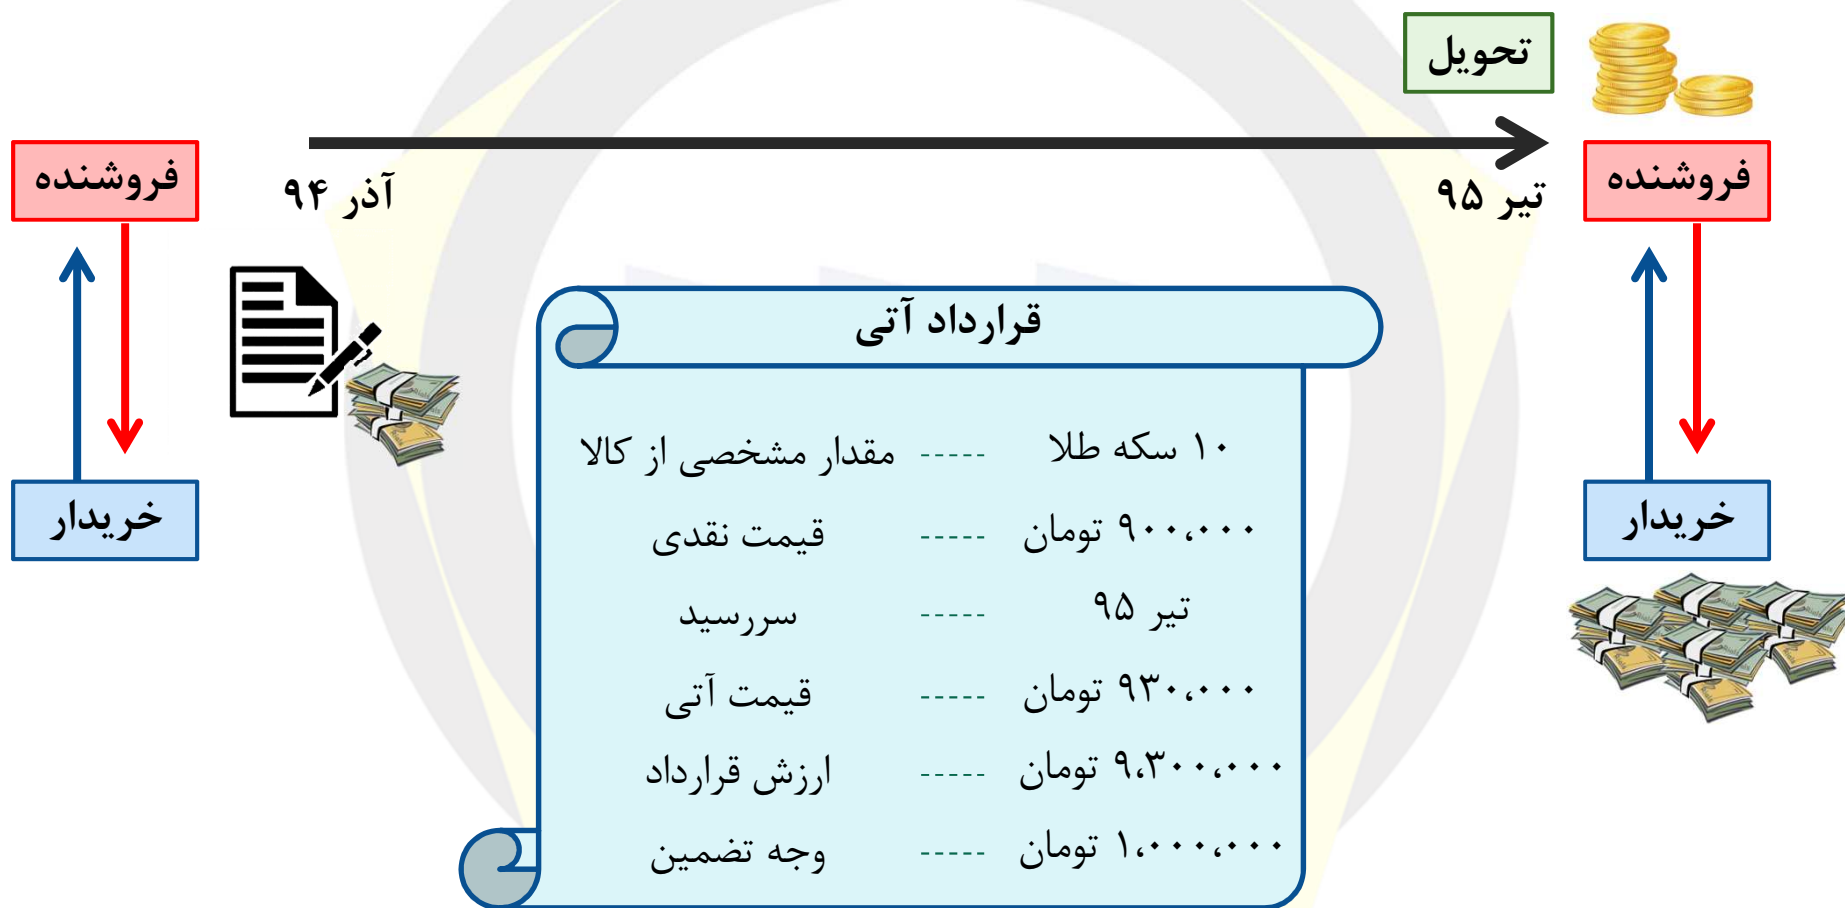 تحویل
فروشنده
آذر ۹۴
تیر ۹۵
فروشنده
خریدار
خریدار
قرارداد آتی
۱۰ سکه طلا ----- مقدار مشخصی از کالا
۹۰۰،۰۰۰ تومان ----- قیمت نقدی
تیر ۹۵ ----- سررسید
۹۳۰،۰۰۰ تومان ----- قیمت آتی
۹،۳۰۰،۰۰۰ تومان ----- ارزش قرارداد
۱،۰۰۰،۰۰۰ تومان ----- وجه تضمین